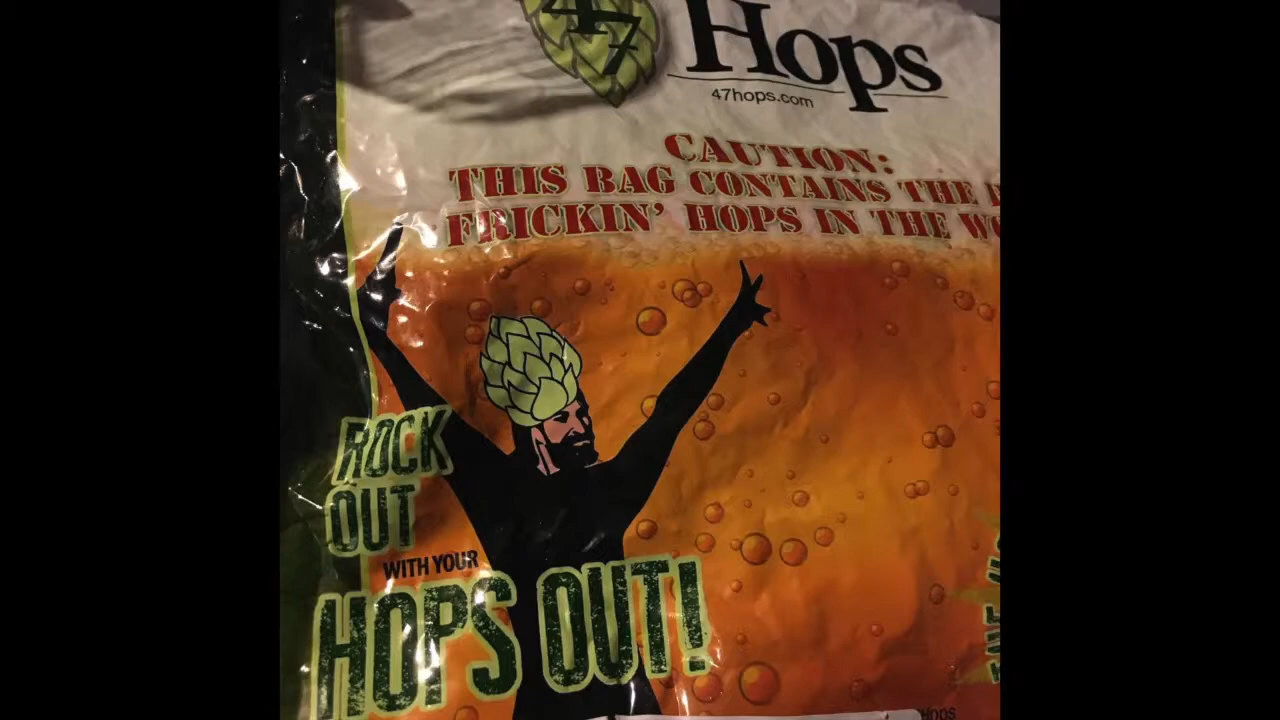 47 Hops
47hops.com
CAUTION:
THIS BAG CONTAINS THE
FRICKIN' HOPS IN THE
ROCK
OUT
WITH YOUR
HOPS OUT!